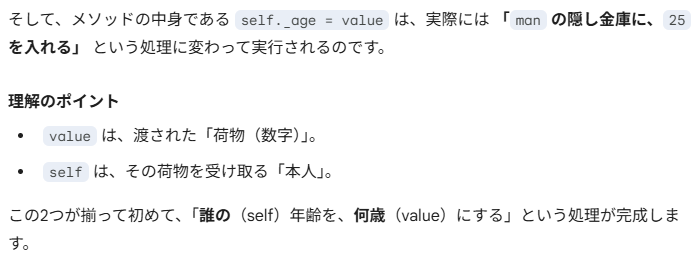 そして、メソッドの中身である self._age = value は、実際には 「 man の隠し金庫に、 25
を入れる」 という処理に変わって実行されるのです。
理解のポイント
• value は、渡された「荷物（数字）」。
• self は、その荷物を受け取る「本人」。
この2つが揃って初めて、「誰の（self）年齢を、何歳（value）にする」という処理が完成しま
す。